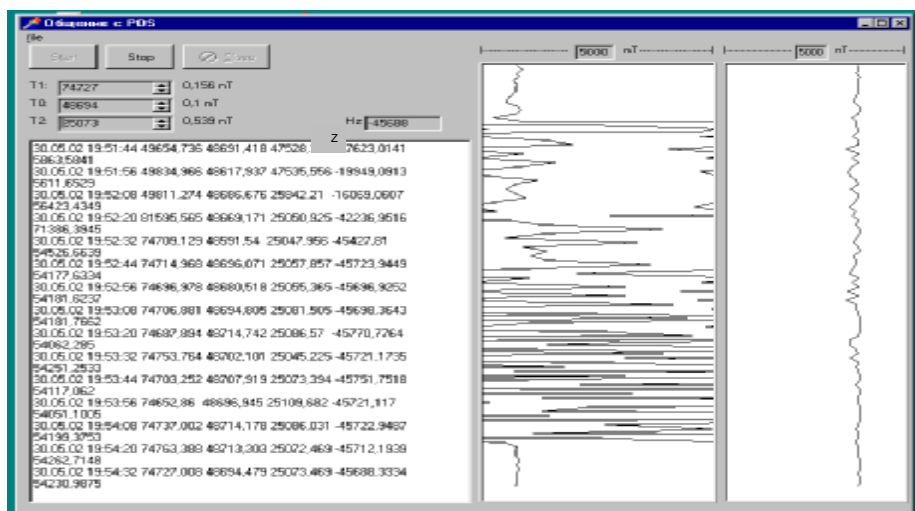 Общение с POS
file
Start Stop
5000 nT
5000 nT
T1: 74727 0,156 nT
T0: 48694 0,1 nT
T2: 25073 0,539 nT Hz -45688
z
30.05.02 19:51:44 49654,736 48691,418 47528, 7623,0141
5863,5841
30.05.02 19:51:56 49834,966 48617,937 47535,556 -19949,0913
5611,6529
30.05.02 19:52:08 49811,274 48686,676 25842,21 -16069,0607
56423,4349
30.05.02 19:52:20 81595,565 48669,171 25050,925 -42236,9516
71386,3945
30.05.02 19:52:32 74709,129 48591,54 25047,956 -45427,81
54526,6639
30.05.02 19:52:44 74714,968 48696,071 25057,857 -45723,9449
54177,6334
30.05.02 19:52:56 74696,978 48680,518 25055,365 -45696,9252
54181,6237
30.05.02 19:53:08 74706,881 48694,805 25081,505 -45698,3643
54181,7662
30.05.02 19:53:20 74687,894 48714,742 25086,57 -45770,7764
54062,285
30.05.02 19:53:32 74753,764 48702,101 25045,225 -45721,1735
54251,2533
30.05.02 19:53:44 74703,252 48707,919 25073,394 -45751,7518
54117,062
30.05.02 19:53:56 74652,86 48696,945 25109,682 -45721,117
54051,1005
30.05.02 19:54:08 74737,002 48714,178 25086,031 -45722,9487
54199,3753
30.05.02 19:54:20 74763,388 48713,303 25072,469 -45712,1939
54262,7148
30.05.02 19:54:32 74727,008 48694,479 25073,469 -45688,3334
54230,9875